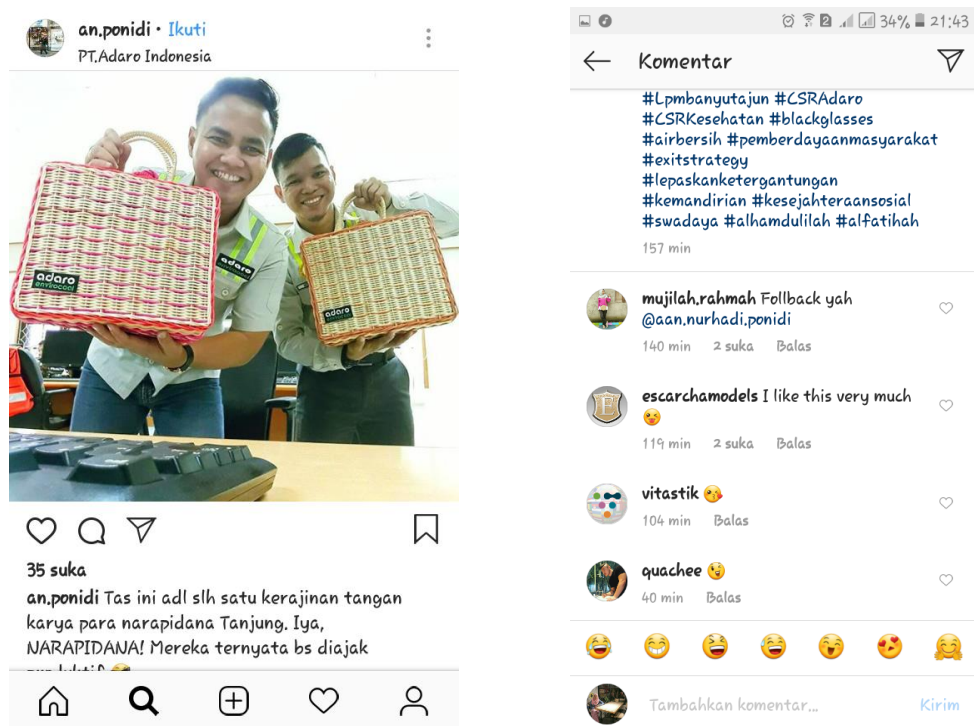 an.ponidi • Ikuti
PT.Adaro Indonesia
adaro
adaro
envirocoal
adaro
35 suka
an.ponidi Tas ini adl slh satu kerajinan tangan
karya para narapidana Tanjung. Iya,
NARAPIDANA! Mereka ternyata bs diajak
34% 21:43
Komentar
#Lpmbanyutajun #CSRAdaro
#CSRKesehatan #blackglasses
#airbersih #pemberdayaanmasyarakat
#exitstrategy
#lepaskanketergantungan
#kemandirian #kesejahteraansosial
#swadaya #alhamdulilah #alfatihah
157 min
mujilah.rahmah Follback yah
@aan.nurhadi.ponidi
140 min 2 suka Balas
E
escarchamodels I like this very much
😜
119 min 2 suka Balas
vitastik 😘
104 min Balas
quachee 😜
40 min Balas
😂 😁 😆 😅 😄 😍 🤗
Tambahkan komentar... Kirim